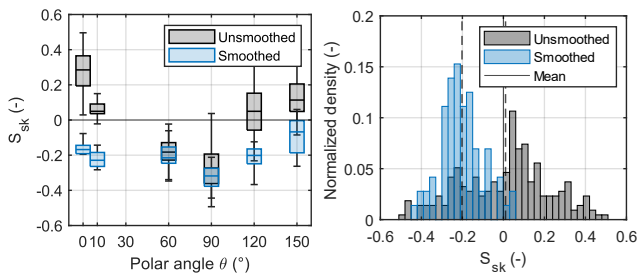 0.6
0.4
0.2
0
-0.2
-0.4
-0.6
S_sk (-)
Unsmoothed
Smoothed
0 10 30 60 90 120 150
Polar angle θ (°)
0.2
0.15
0.1
0.05
0
Normalized density (-)
Unsmoothed
Smoothed
Mean
-0.6 -0.4 -0.2 0 0.2 0.4 0.6
S_sk (-)